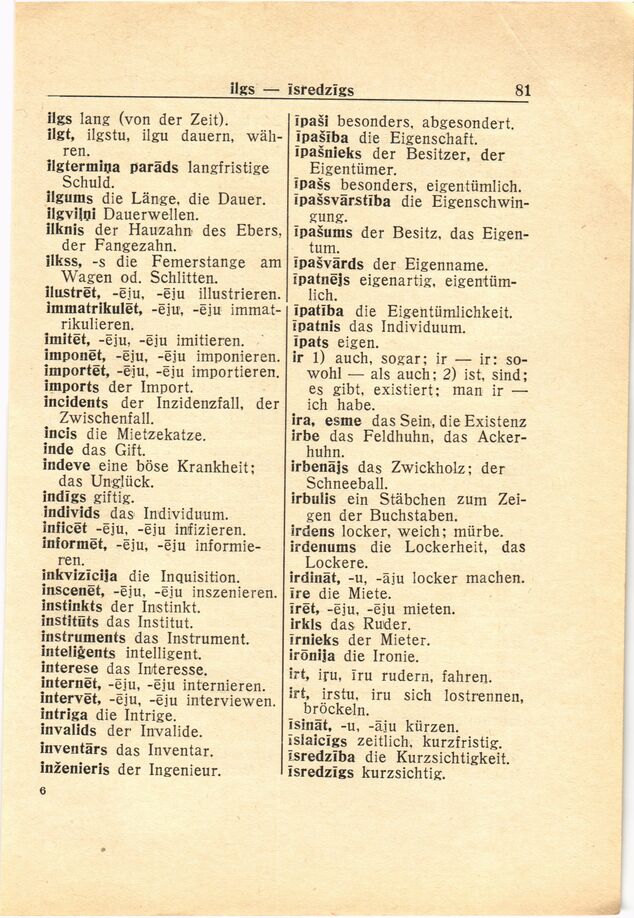 ilgs — īsredzīgs 81
ilgs lang (von der Zeit).
ilgt, ilgstu, ilgu dauern, wäh-
ren.
ilgtermiņa parāds langfristige
Schuld.
ilgums die Länge, die Dauer.
ilgviļņi Dauerwellen.
ilknis der Hauzahn des Ebers,
der Fangezahn.
ilkss, -s die Femerstange am
Wagen od. Schlitten.
ilustrēt, -ēju, -ēju illustrieren.
immatrikulēt, -ēju, -ēju immat-
rikulieren.
imitēt, -ēju, -ēju imitieren.
imponēt, -ēju, -ēju imponieren.
importēt, -ēju, -ēju importieren.
imports der Import.
incidents der Inzidenzfall, der
Zwischenfall.
incis die Mietzekatze.
inde das Gift.
indeve eine böse Krankheit;
das Unglück.
indīgs giftig.
individs das Individuum.
inficēt -ēju, -ēju infizieren.
informēt, -ēju, -ēju informie-
ren.
inkvizīcija die Inquisition.
inscenēt, -ēju, -ēju inszenieren.
instinkts der Instinkt.
institūts das Institut.
instruments das Instrument.
inteliģents intelligent.
interese das Interesse.
internēt, -ēju, -ēju internieren.
intervēt, -ēju, -ēju interviewen.
intriga die Intrige.
invalids der Invalide.
inventārs das Inventar.
inženieris der Ingenieur.
6
īpaši besonders, abgesondert.
īpašība die Eigenschaft.
īpašnieks der Besitzer, der
Eigentümer.
īpašs besonders, eigentümlich.
īpašsvārstība die Eigenschwin-
gung.
īpašums der Besitz, das Eigen-
tum.
īpašvārds der Eigenname.
īpatnējs eigenartig, eigentüm-
lich.
īpatība die Eigentümlichkeit.
īpatnis das Individuum.
īpats eigen.
ir 1) auch, sogar; ir — ir: so-
wohl — als auch; 2) ist, sind;
es gibt, existiert; man ir —
ich habe.
ira, esme das Sein, die Existenz
irbe das Feldhuhn, das Acker-
huhn.
irbenājs das Zwickholz; der
Schneeball.
irbulis ein Stäbchen zum Zei-
gen der Buchstaben.
irdens locker, weich; mürbe.
irdenums die Lockerheit, das
Lockere.
irdināt, -u, -āju locker machen.
īre die Miete.
īrēt, -ēju, -ēju mieten.
irkls das Ruder.
īrnieks der Mieter.
irōnija die Ironie.
irt, iŗu, īru rudern, fahren.
irt, irstu, iru sich lostrennen,
bröckeln.
īsināt, -u, -āju kürzen.
īslaicīgs zeitlich, kurzfristig.
īsredzība die Kurzsichtigkeit.
īsredzīgs kurzsichtig.